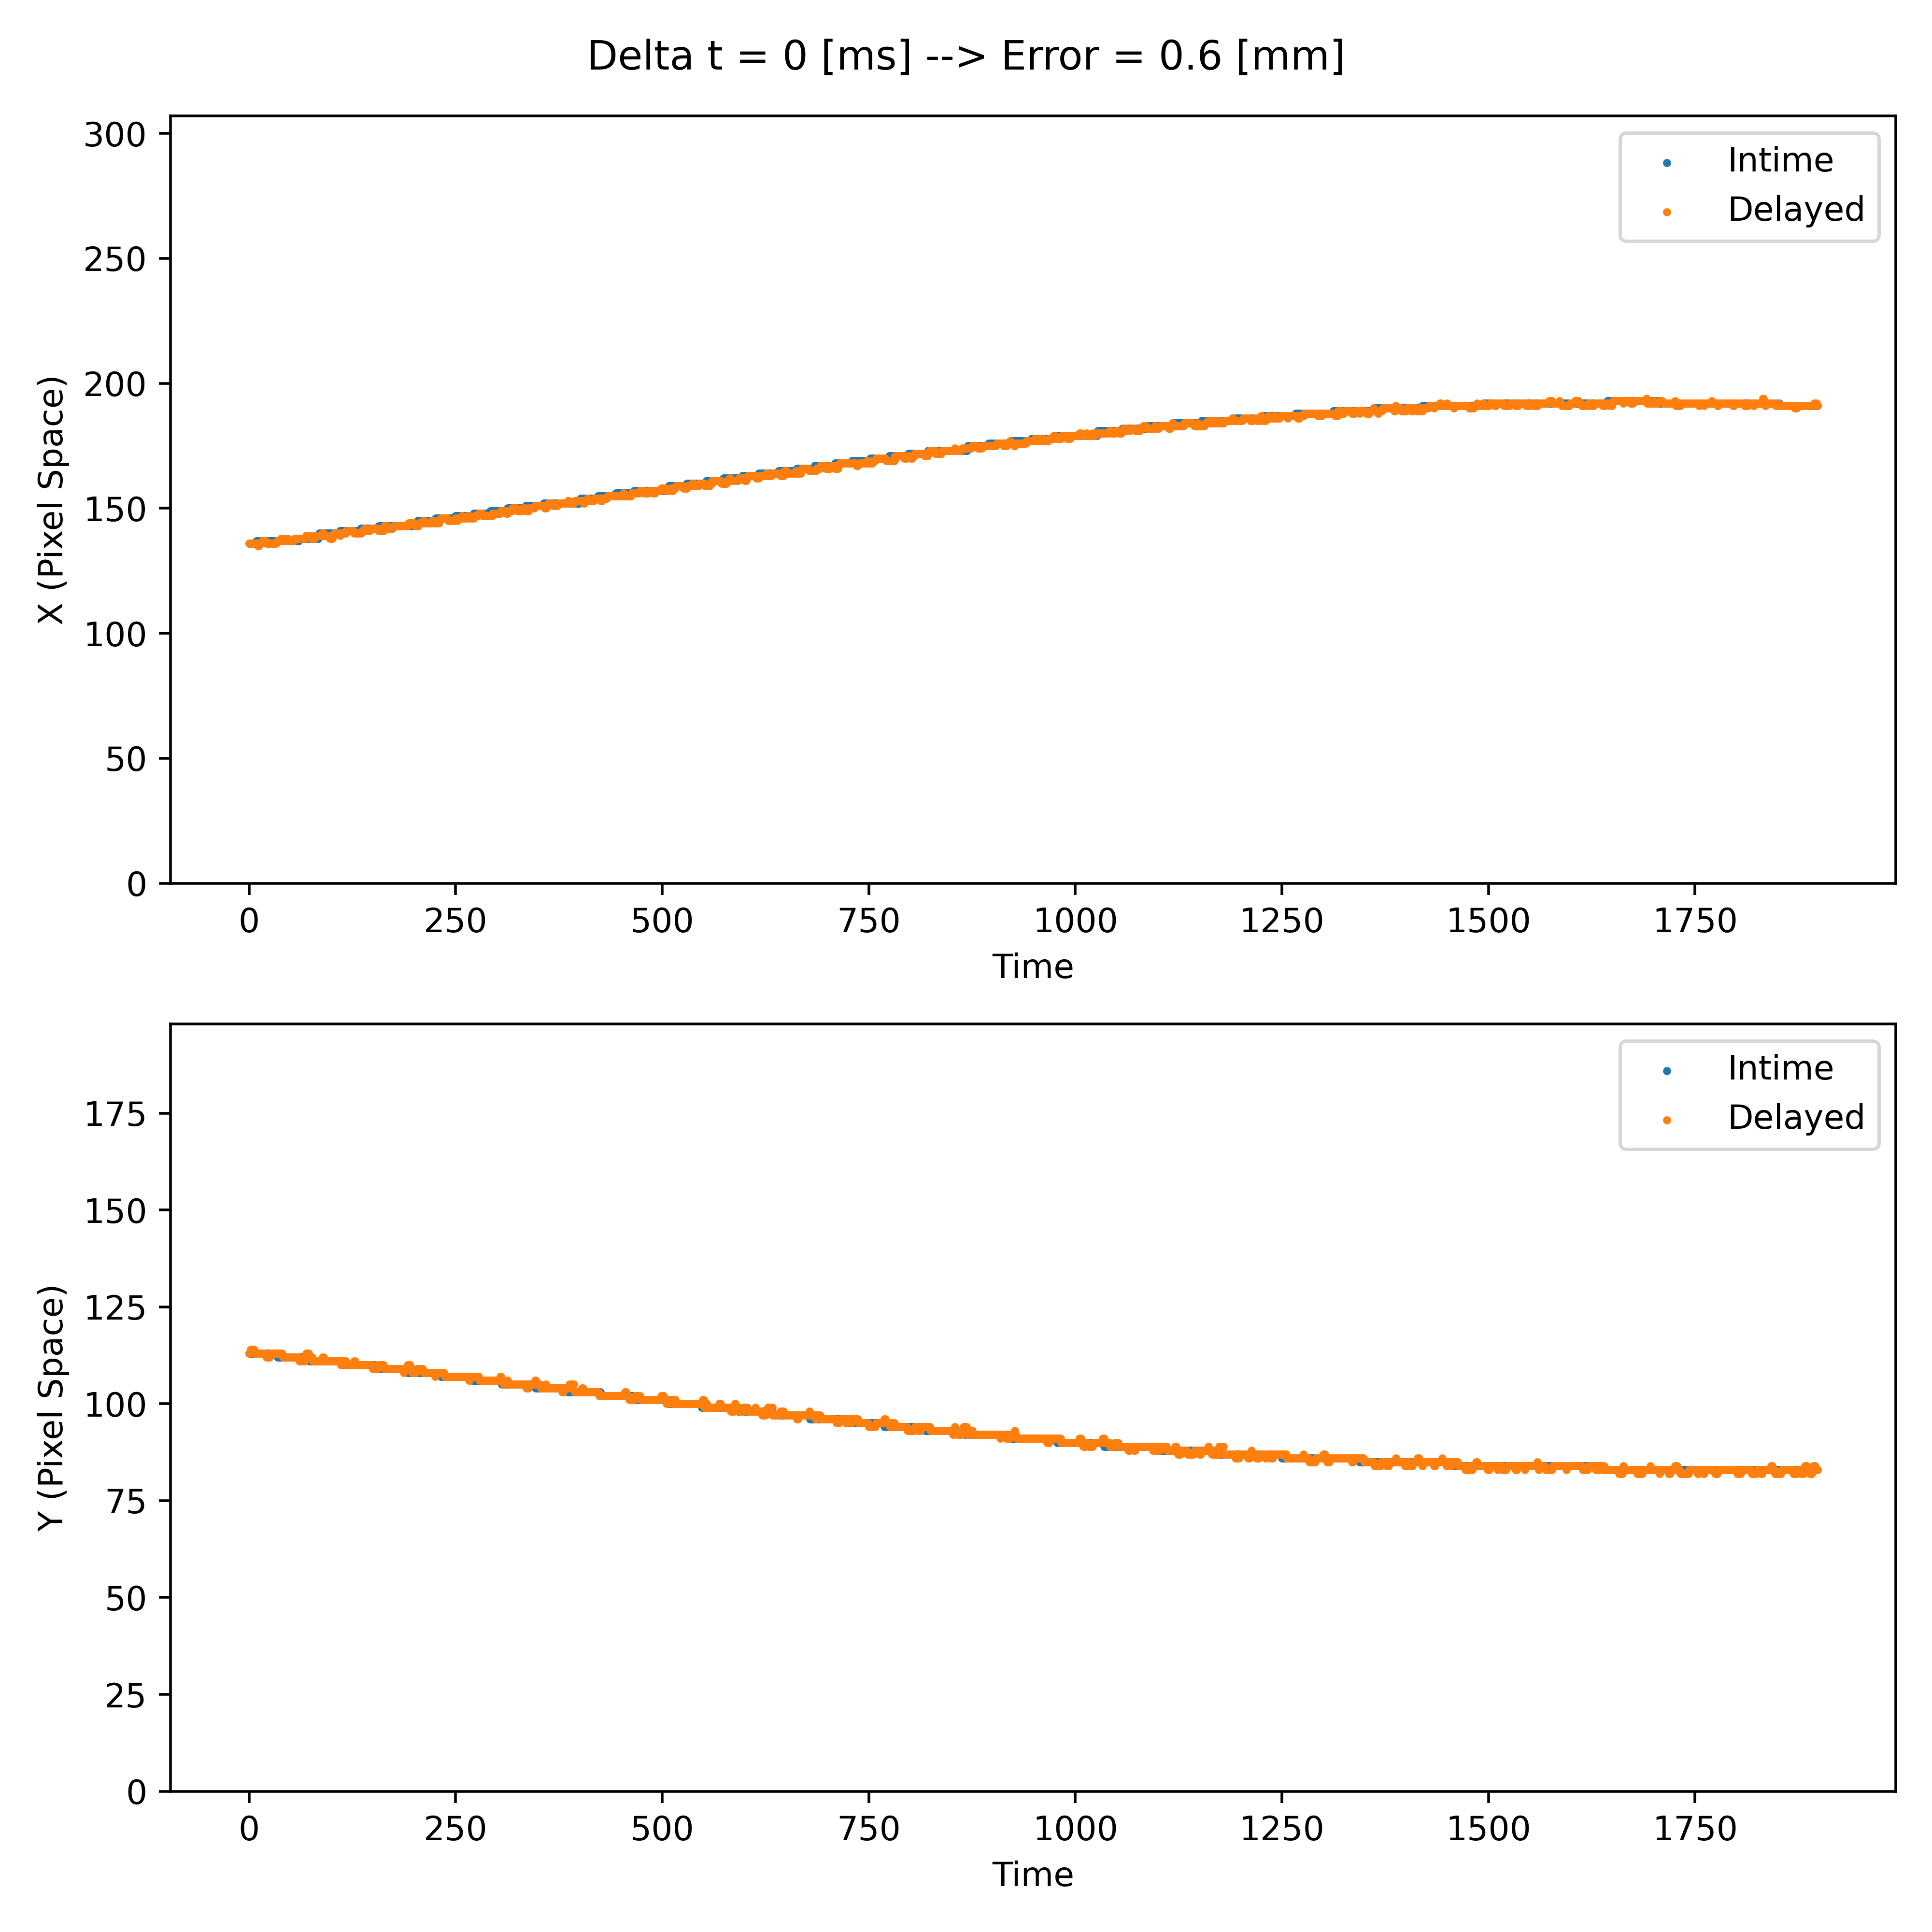 Delta t = 0 [ms] --> Error = 0.6 [mm]
300
250
200
150
100
50
0
X (Pixel Space)
Intime
Delayed
0 250 500 750 1000 1250 1500 1750
Time
175
150
125
100
75
50
25
0
Y (Pixel Space)
Intime
Delayed
0 250 500 750 1000 1250 1500 1750
Time